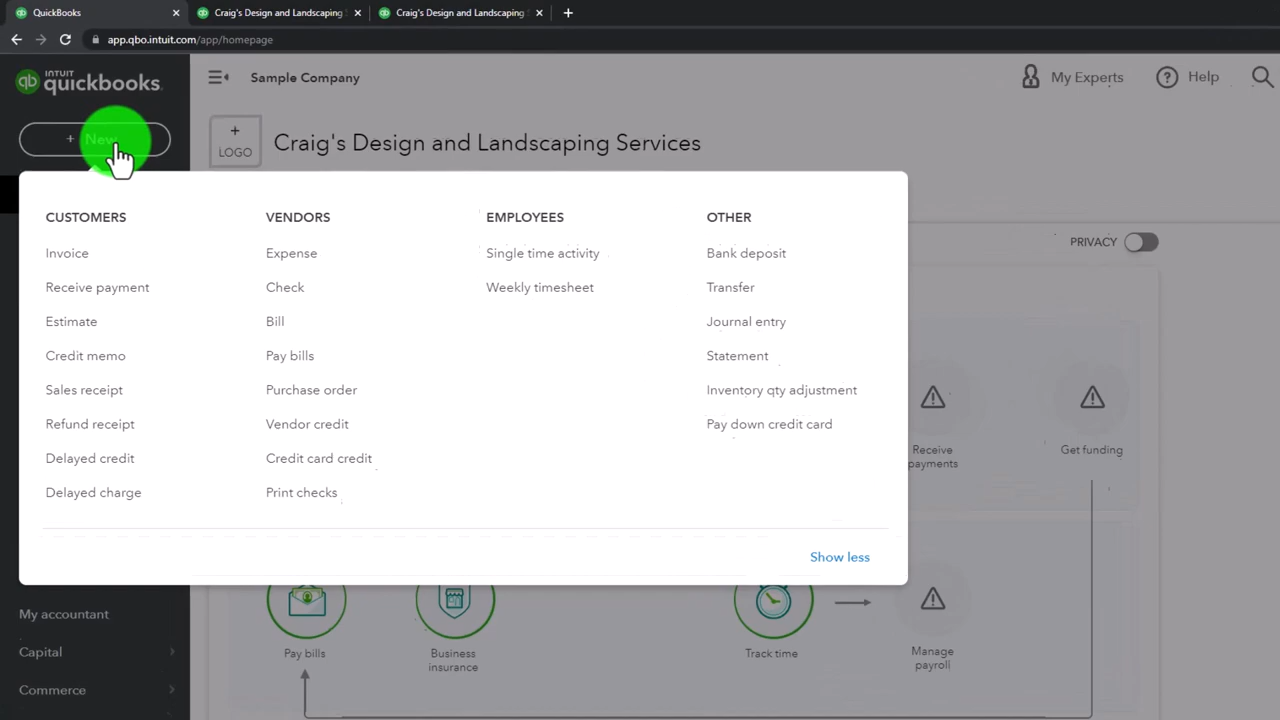 QuickBooks
Craig's Design and Landscaping
Craig's Design and Landscaping
app.qbo.intuit.com/app/homepage
INTUIT
quickbooks.
qb
Sample Company
My Experts
Help
+ New
+
LOGO
Craig's Design and Landscaping Services
CUSTOMERS
Invoice
Receive payment
Estimate
Credit memo
Sales receipt
Refund receipt
Delayed credit
Delayed charge
VENDORS
Expense
Check
Bill
Pay bills
Purchase order
Vendor credit
Credit card credit
Print checks
EMPLOYEES
Single time activity
Weekly timesheet
OTHER
Bank deposit
Transfer
Journal entry
Statement
Inventory qty adjustment
Pay down credit card
Show less
PRIVACY
Receive
payments
Get funding
My accountant
Capital
Commerce
Pay bills
Business
insurance
Track time
Manage
payroll